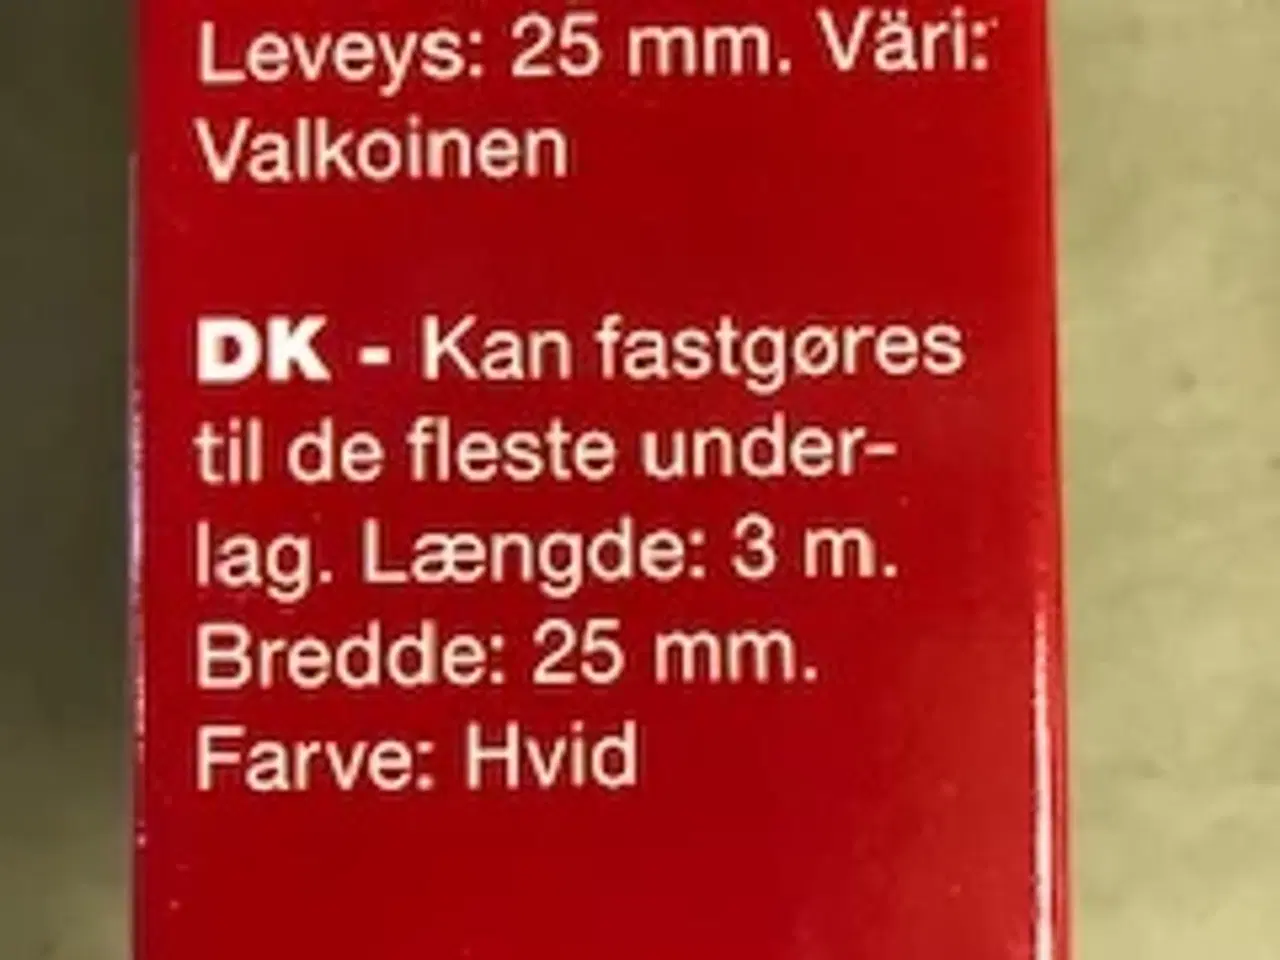 Leveys: 25 mm. Väri:
Valkoinen
DK - Kan fastgøres
til de fleste under-
lag. Længde: 3 m.
Bredde: 25 mm.
Farve: Hvid